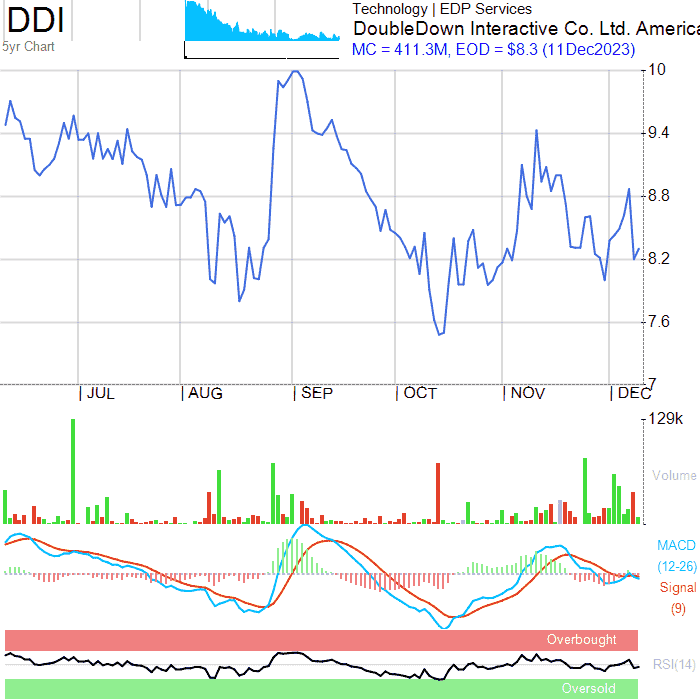 DDI
5yr Chart
Technology | EDP Services
DoubleDown Interactive Co. Ltd. America
MC = 411.3M, EOD = $8.3 (11Dec2023)
10
9.4
8.8
8.2
7.6
7
| JUL | AUG | SEP | OCT | NOV | DEC
129k
Volume
MACD
(12-26)
Signal
(9)
Overbought
RSI(14)
Oversold